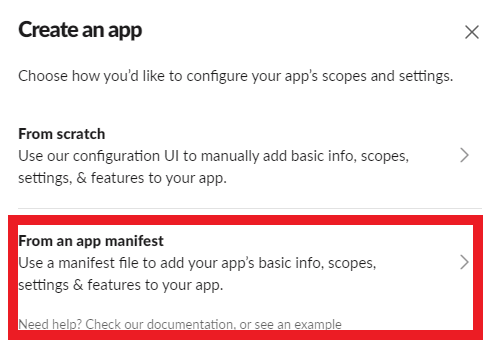 Create an app
Choose how you'd like to configure your app's scopes and settings.
From scratch
Use our configuration UI to manually add basic info, scopes,
settings, & features to your app.
From an app manifest
Use a manifest file to add your app's basic info, scopes,
settings & features to your app.
Need help? Check our documentation, or see an example